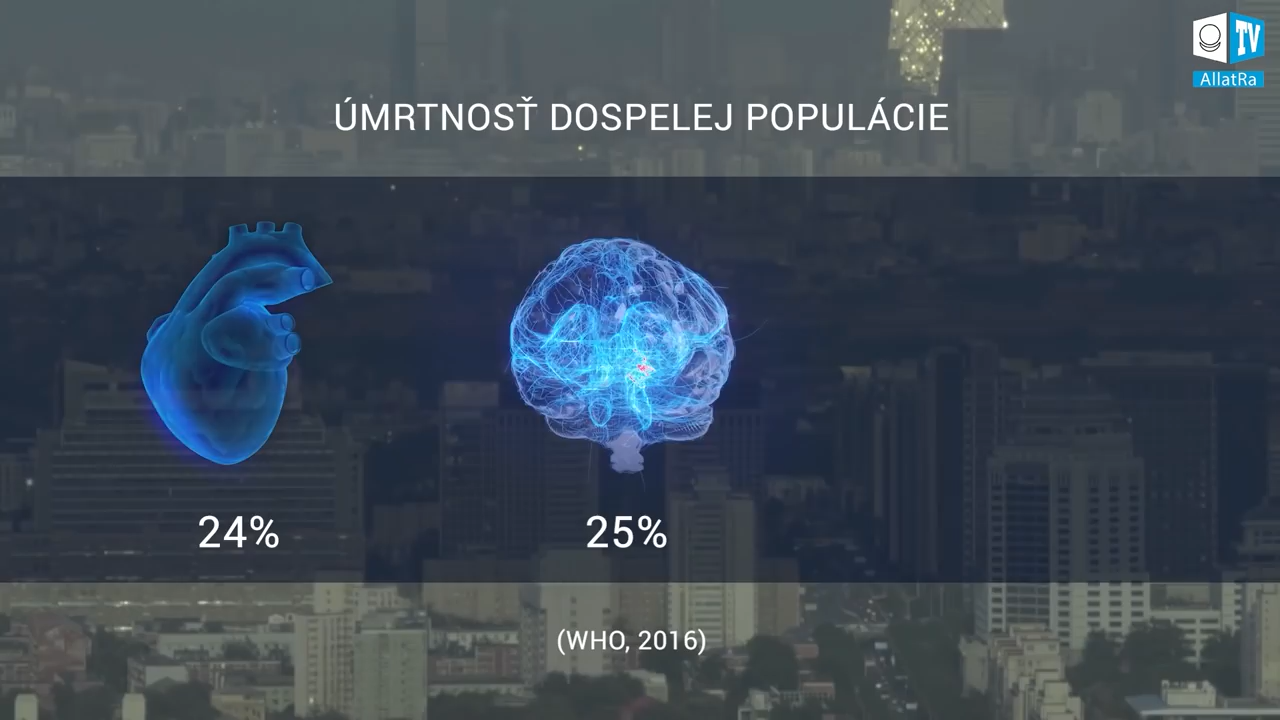 TV
AllatRa
ÚMRTNOSŤ DOSPELEJ POPULÁCIE
24% 25%
(WHO, 2016)